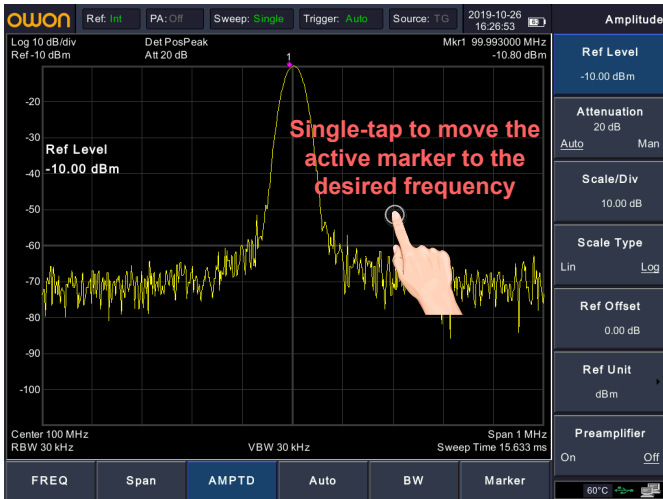 owon Ref: Int PA: Off Sweep: Single Trigger: Auto Source: TG 2019-10-26
16:26:53
Amplitude
Log 10 dB/div Det PosPeak Mkr1 99.993000 MHz
Ref -10 dBm Att 20 dB -10.80 dBm
1
-20
-30
-40
-50
-60
-70
-80
-90
-100
Ref Level
-10.00 dBm
Single-tap to move the
active marker to the
desired frequency
Center 100 MHz Span 1 MHz
RBW 30 kHz VBW 30 kHz Sweep Time 15.633 ms
Ref Level
-10.00 dBm
Attenuation
20 dB
Auto Man
Scale/Div
10.00 dB
Scale Type
Lin Log
Ref Offset
0.00 dB
Ref Unit
dBm
Preamplifier
On Off
FREQ Span AMPTD Auto BW Marker
60°C